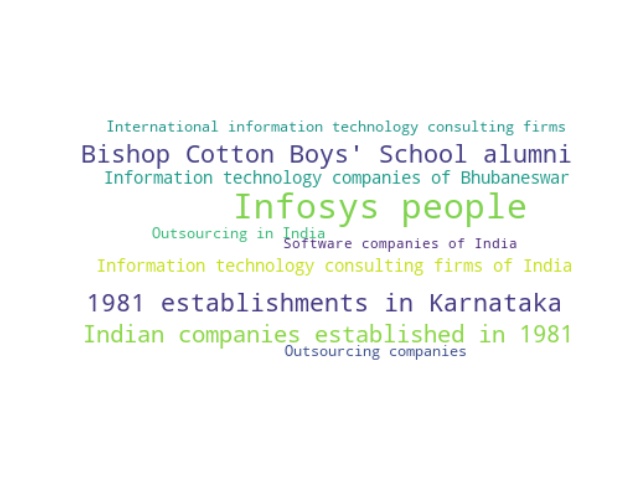 International information technology consulting firms
Bishop Cotton Boys' School alumni
Information technology companies of Bhubaneswar
Infosys people
Outsourcing in India
Software companies of India
Information technology consulting firms of India
1981 establishments in Karnataka
Indian companies established in 1981
Outsourcing companies